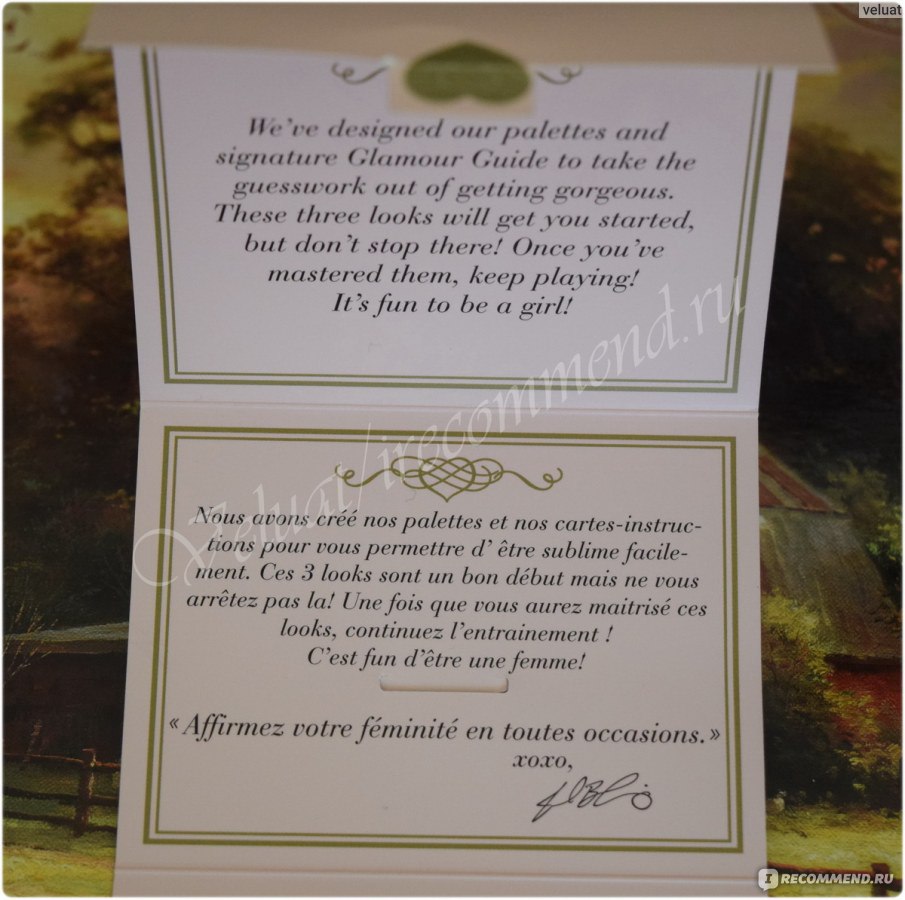 veluat
We've designed our palettes and
signature Glamour Guide to take the
guesswork out of getting gorgeous.
These three looks will get you started,
but don't stop there! Once you've
mastered them, keep playing!
It's fun to be a girl!
Veluat/irecommend.ru
Nous avons créé nos palettes et nos cartes-instruc-
tions pour vous permettre d' être sublime facile-
ment. Ces 3 looks sont un bon début mais ne vous
arrêtez pas la! Une fois que vous aurez maitrisé ces
looks, continuez l'entrainement !
C'est fun d'être une femme!
« Affirmez votre féminité en toutes occasions.»
xoxo,
I RECOMMEND.RU